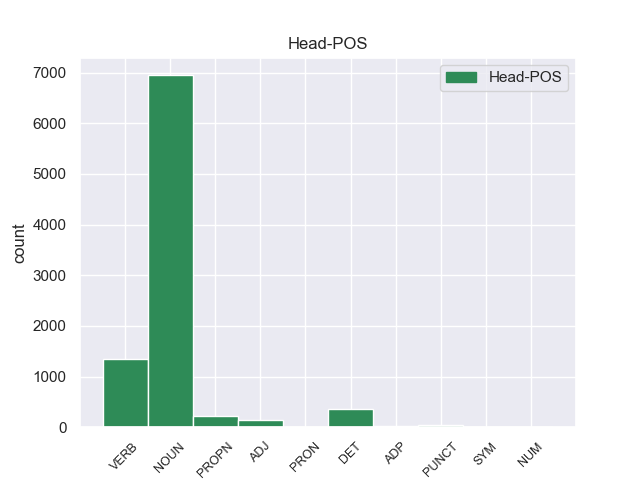 Head-POS
Head-POS
7000
6000
5000
4000
3000
2000
1000
0
count
VERB
NOUN
PROPN
ADJ
PRON
DET
ADP
PUNCT
SYM
NUM